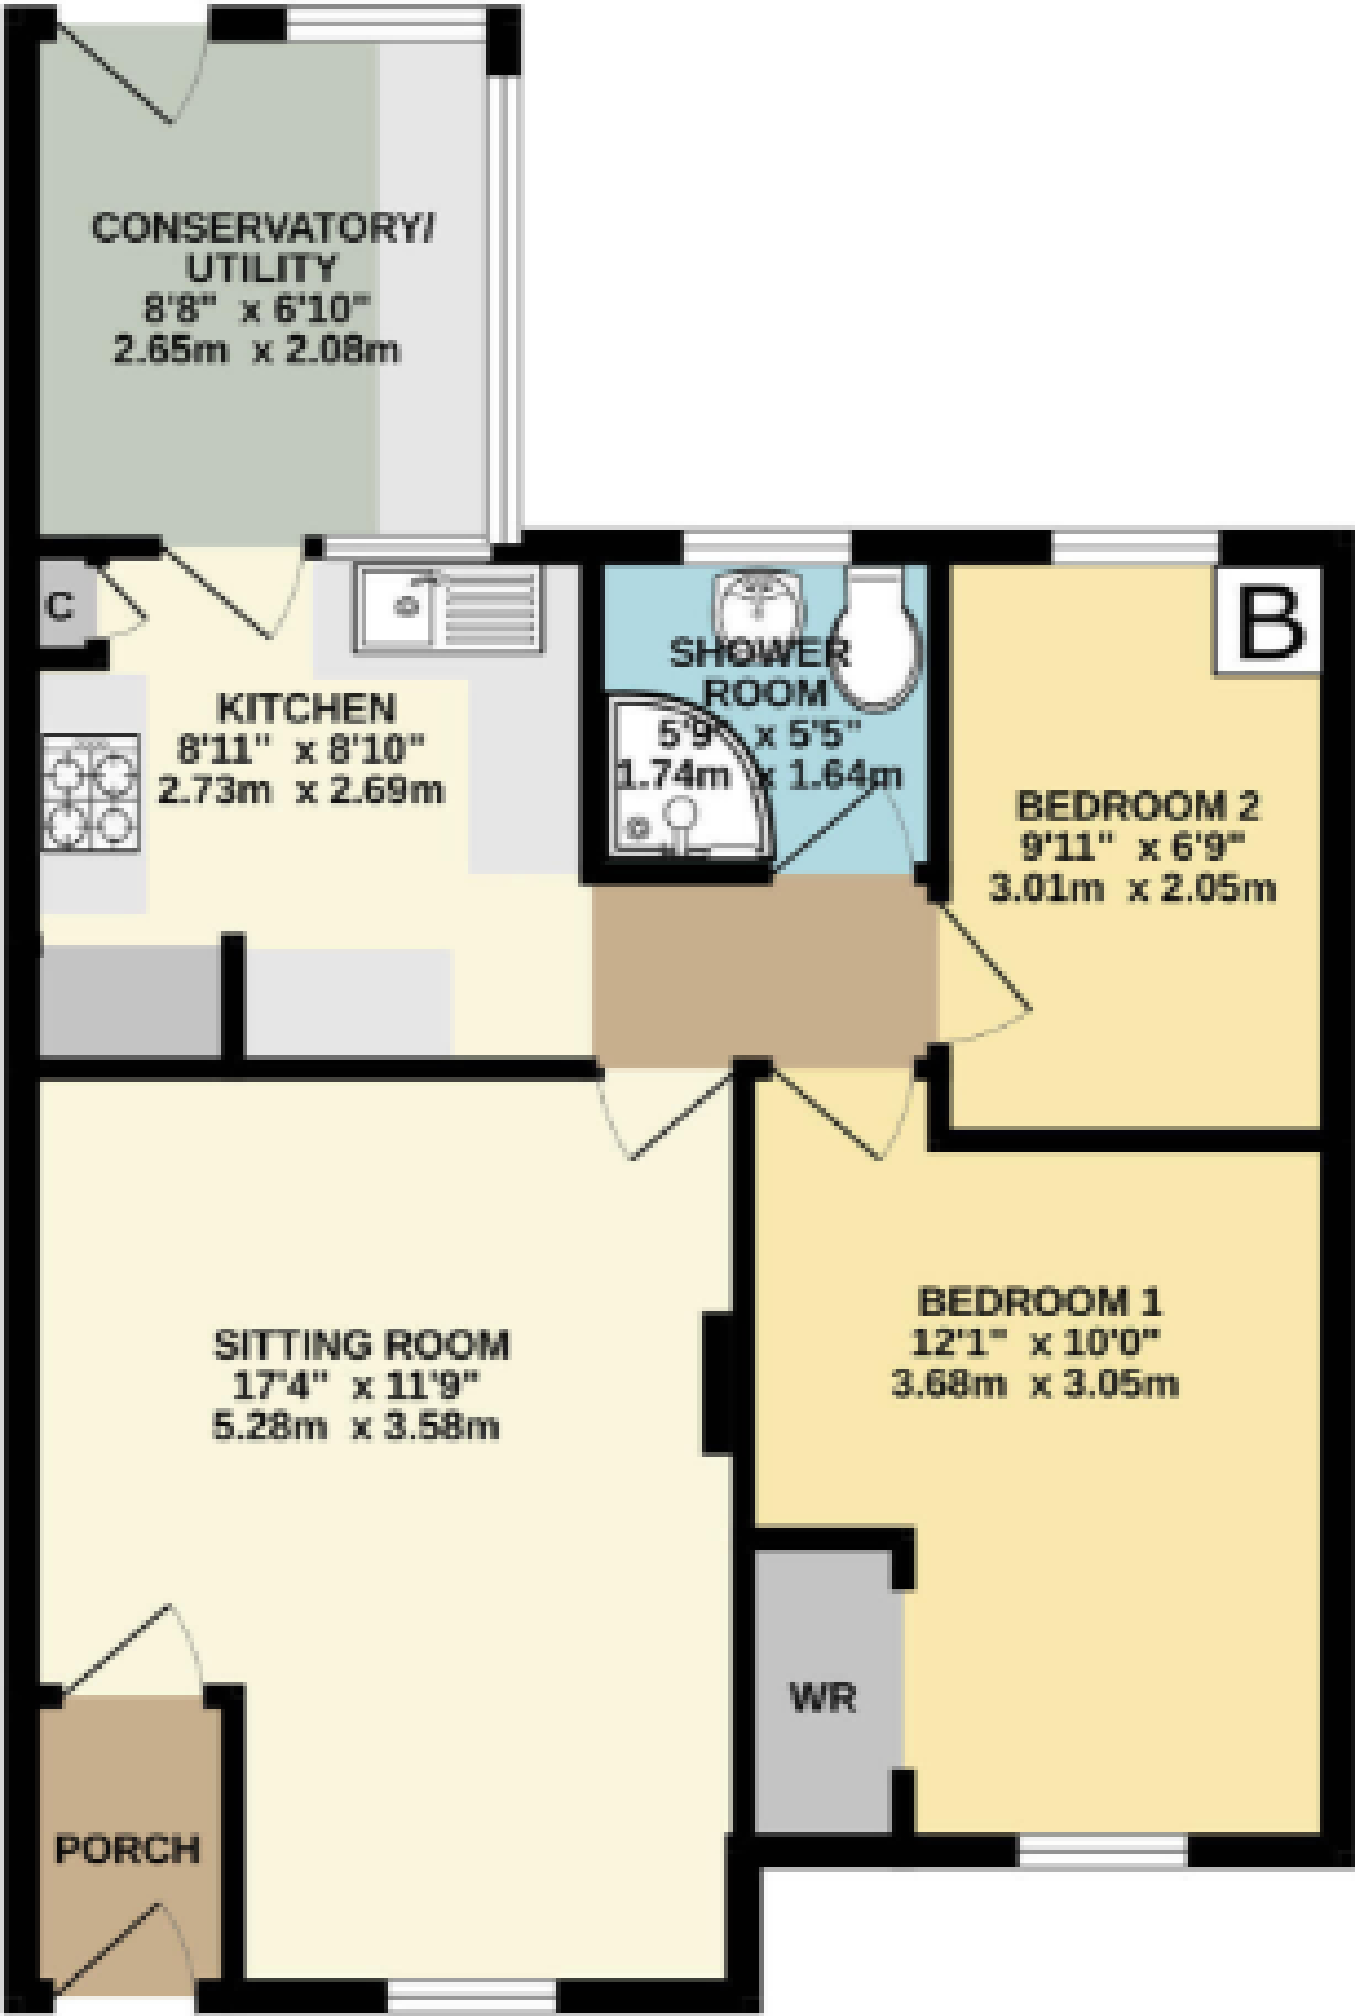 CONSERVATORY/
UTILITY
8'8" x 6'10"
2.65m x 2.08m
C
KITCHEN
8'11" x 8'10"
2.73m x 2.69m
SHOWER
ROOM
5'9" x 5'5"
1.74m x 1.64m
B
BEDROOM 2
9'11" x 6'9"
3.01m x 2.05m
SITTING ROOM
17'4" x 11'9"
5.28m x 3.58m
BEDROOM 1
12'1" x 10'0"
3.68m x 3.05m
WR
PORCH